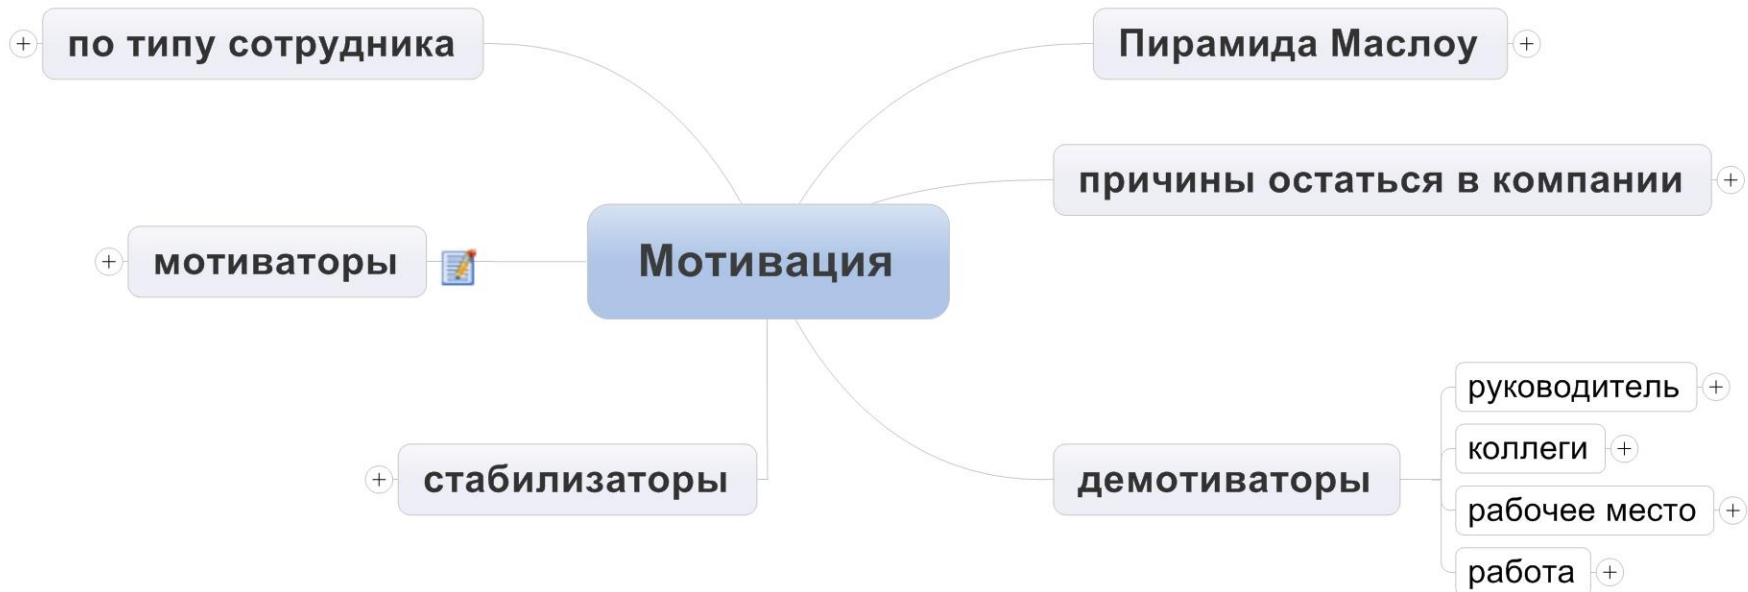 по типу сотрудника
Пирамида Маслоу
причины остаться в компании
мотиваторы
Мотивация
руководитель
коллеги
стабилизаторы
демотиваторы
рабочее место
работа